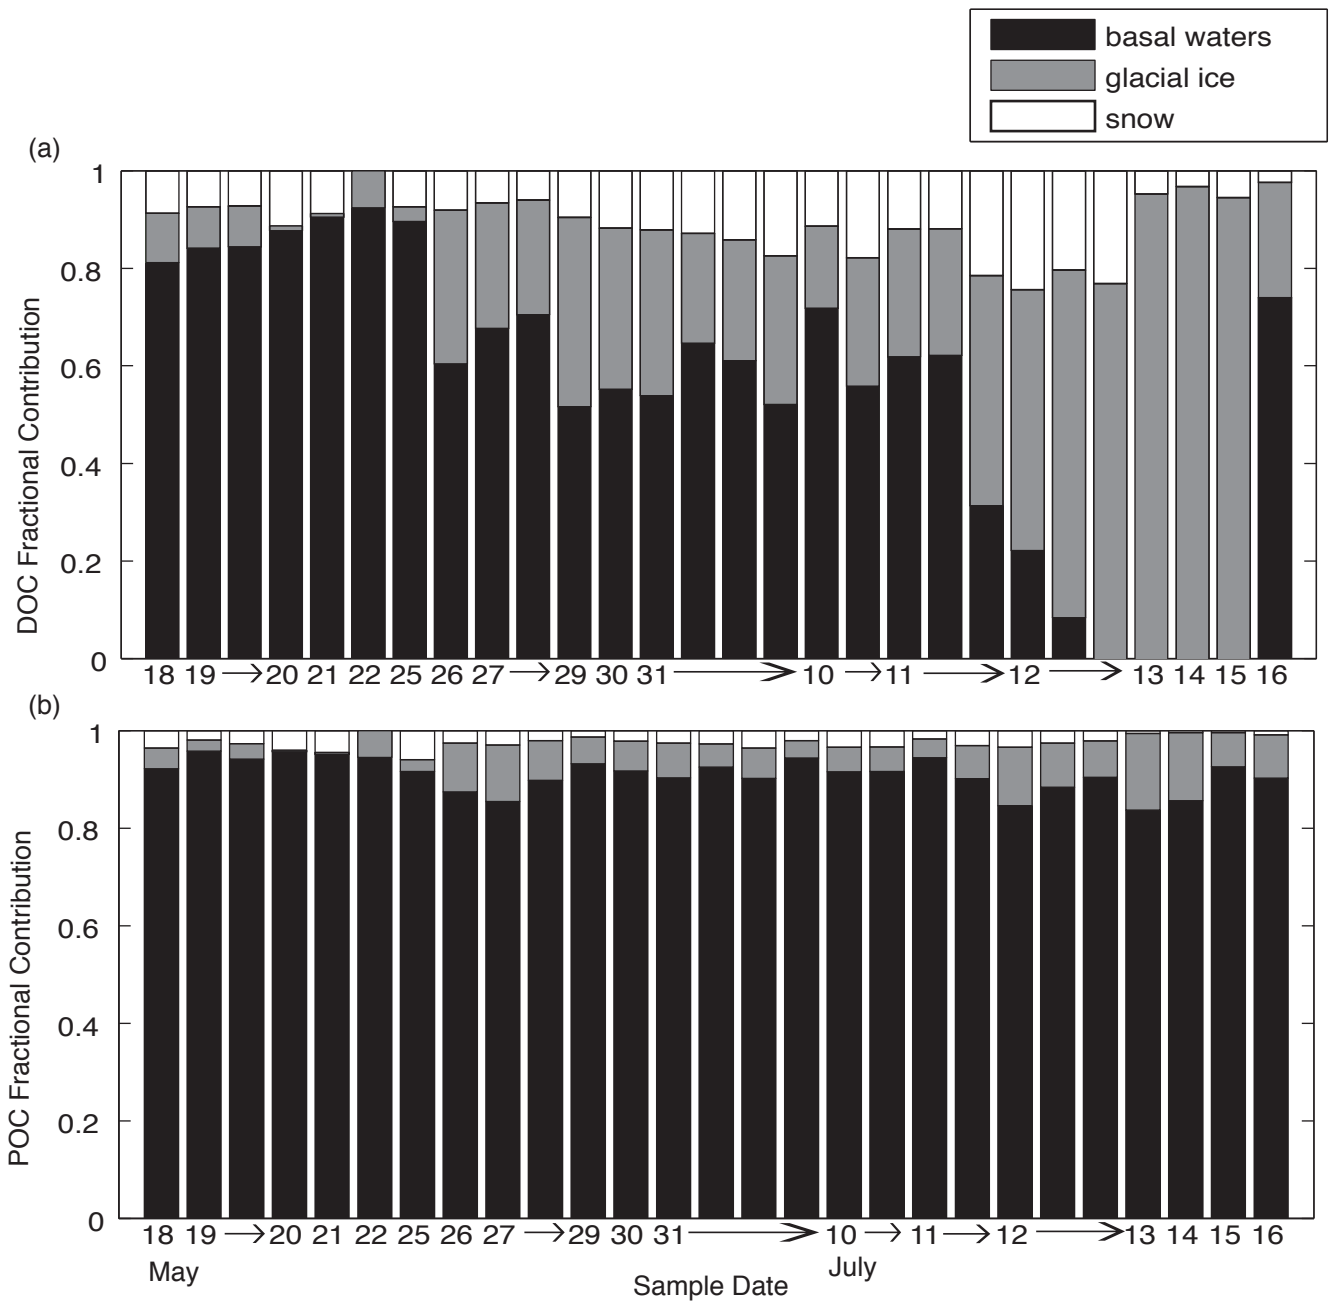 basal waters
glacial ice
snow
(a)
1
0.8
0.6
0.4
0.2
0
DOC Fractional Contribution
18 19 → 20 21 22 25 26 27 → 29 30 31 → 10 → 11 → 12 → 13 14 15 16
(b)
1
0.8
0.6
0.4
0.2
0
POC Fractional Contribution
18 19 → 20 21 22 25 26 27 → 29 30 31 → 10 → 11 → 12 → 13 14 15 16
May
July
Sample Date